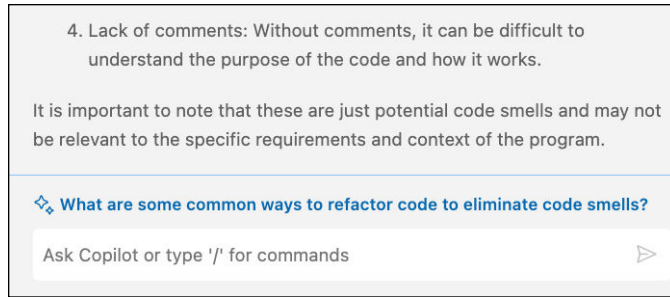 4. Lack of comments: Without comments, it can be difficult to
understand the purpose of the code and how it works.
It is important to note that these are just potential code smells and may not
be relevant to the specific requirements and context of the program.
What are some common ways to refactor code to eliminate code smells?
Ask Copilot or type '/' for commands